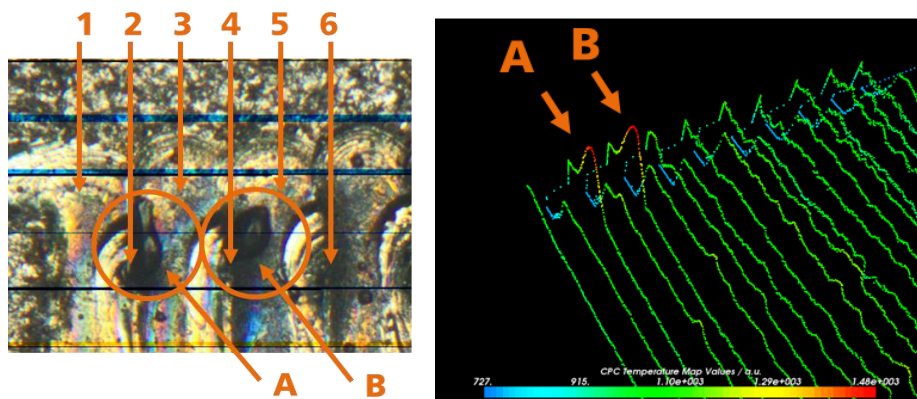 1 2 3 4 5 6
A B
A B
CPC Temperature Map Values / a.u.
727. 915. 1.10e+003 1.29e+003 1.48e+003